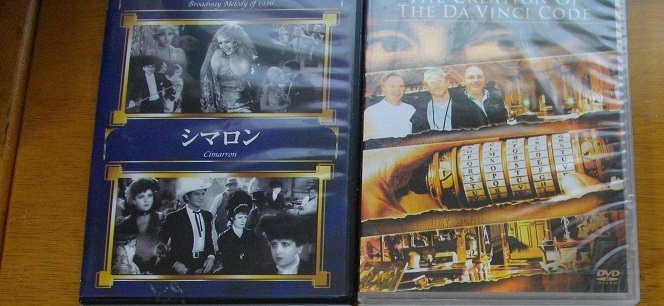 Broadway Melody of 1936
シマロン
Cimarron
THE CREATION OF
THE DA VINCI CODE
DVD